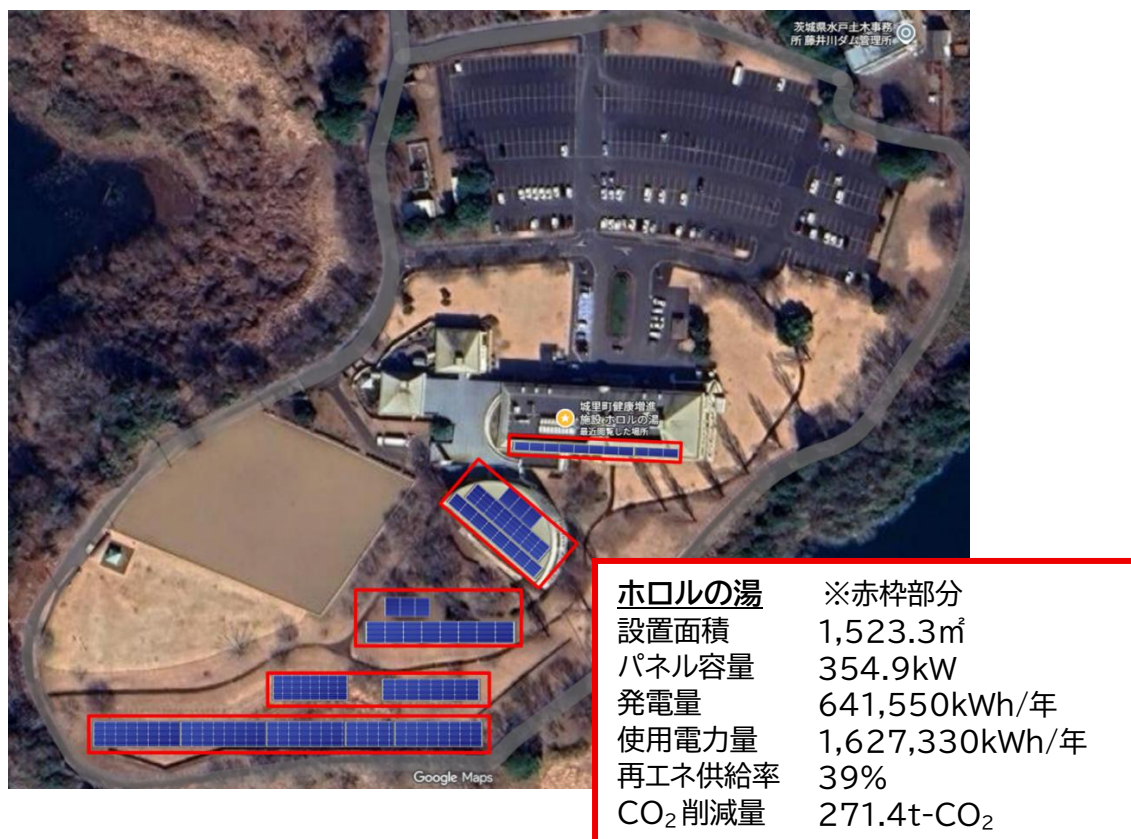 茨城県水戸土木事務
所 藤井川ダム管理所
城里町健康増進
施設 ホロルの湯
最近閲覧した場所
ホロルの湯 ※赤枠部分
設置面積 1,523.3㎡
パネル容量 354.9kW
発電量 641,550kWh/年
使用電力量 1,627,330kWh/年
再エネ供給率 39%
CO₂削減量 271.4t-CO₂
Google Maps